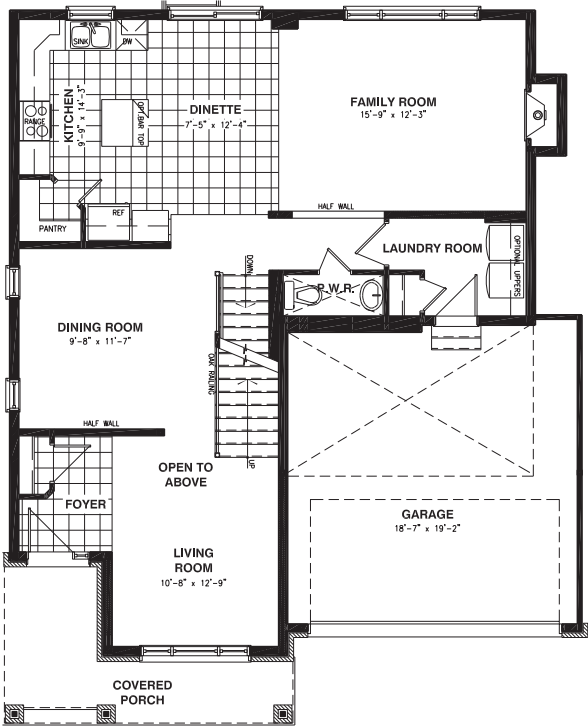 SINK
DW
RANGE
KITCHEN
9'-9" x 14'-3"
OPT.BAR TOP
DINETTE
7'-5" x 12'-4"
FAMILY ROOM
15'-9" x 12'-3"
PANTRY
REF
HALF WALL
LAUNDRY ROOM
OPTIONAL UPPERS
P.W.R.
DOWN
DINING ROOM
9'-8" x 11'-7"
OAK RAILING
UP
HALF WALL
OPEN TO
ABOVE
FOYER
GARAGE
18'-7" x 19'-2"
LIVING
ROOM
10'-8" x 12'-9"
COVERED
PORCH